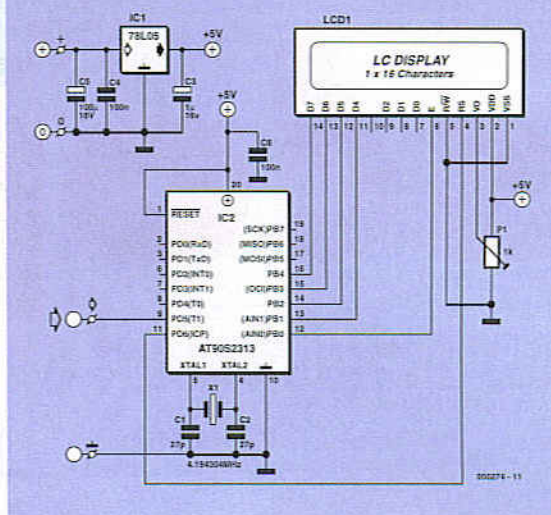 IC1
78L05
+5V
C5
100µ
16V
C4
100n
C3
1µ
16v
+5V
C6
100n
LCD1
LC DISPLAY
1 x 16 Characters
D7 D6 D5 D4 D2 D1 D0 E R/W RS VO VDD VSS
14 13 12 11 10 9 8 7 6 5 4 3 2 1
+5V
P1
1k
20
1 RESET
IC2
(SCK)PB7 19
2 PD0(RxD)
(MISO)PB6 18
3 PD1(TxD)
(MOSI)PB5 17
6 PD2(INT0)
PB4 16
7 PD3(INT1)
(OCI)PB3 15
8 PD4(T0)
PB2 14
9 PD5(T1)
(AIN1)PB1 13
11 PD6(ICP)
(AIN0)PB0 12
AT90S2313
XTAL1 XTAL2
5 4 10
X1
C1 C2
27p 27p
4.194304MHz